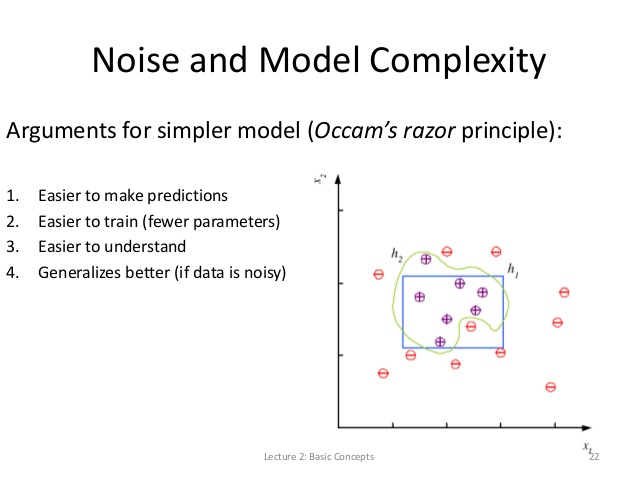 Noise and Model Complexity
Arguments for simpler model (Occam's razor principle):
1. Easier to make predictions
2. Easier to train (fewer parameters)
3. Easier to understand
4. Generalizes better (if data is noisy)
x2
h2
h1
x1
Lecture 2: Basic Concepts
22